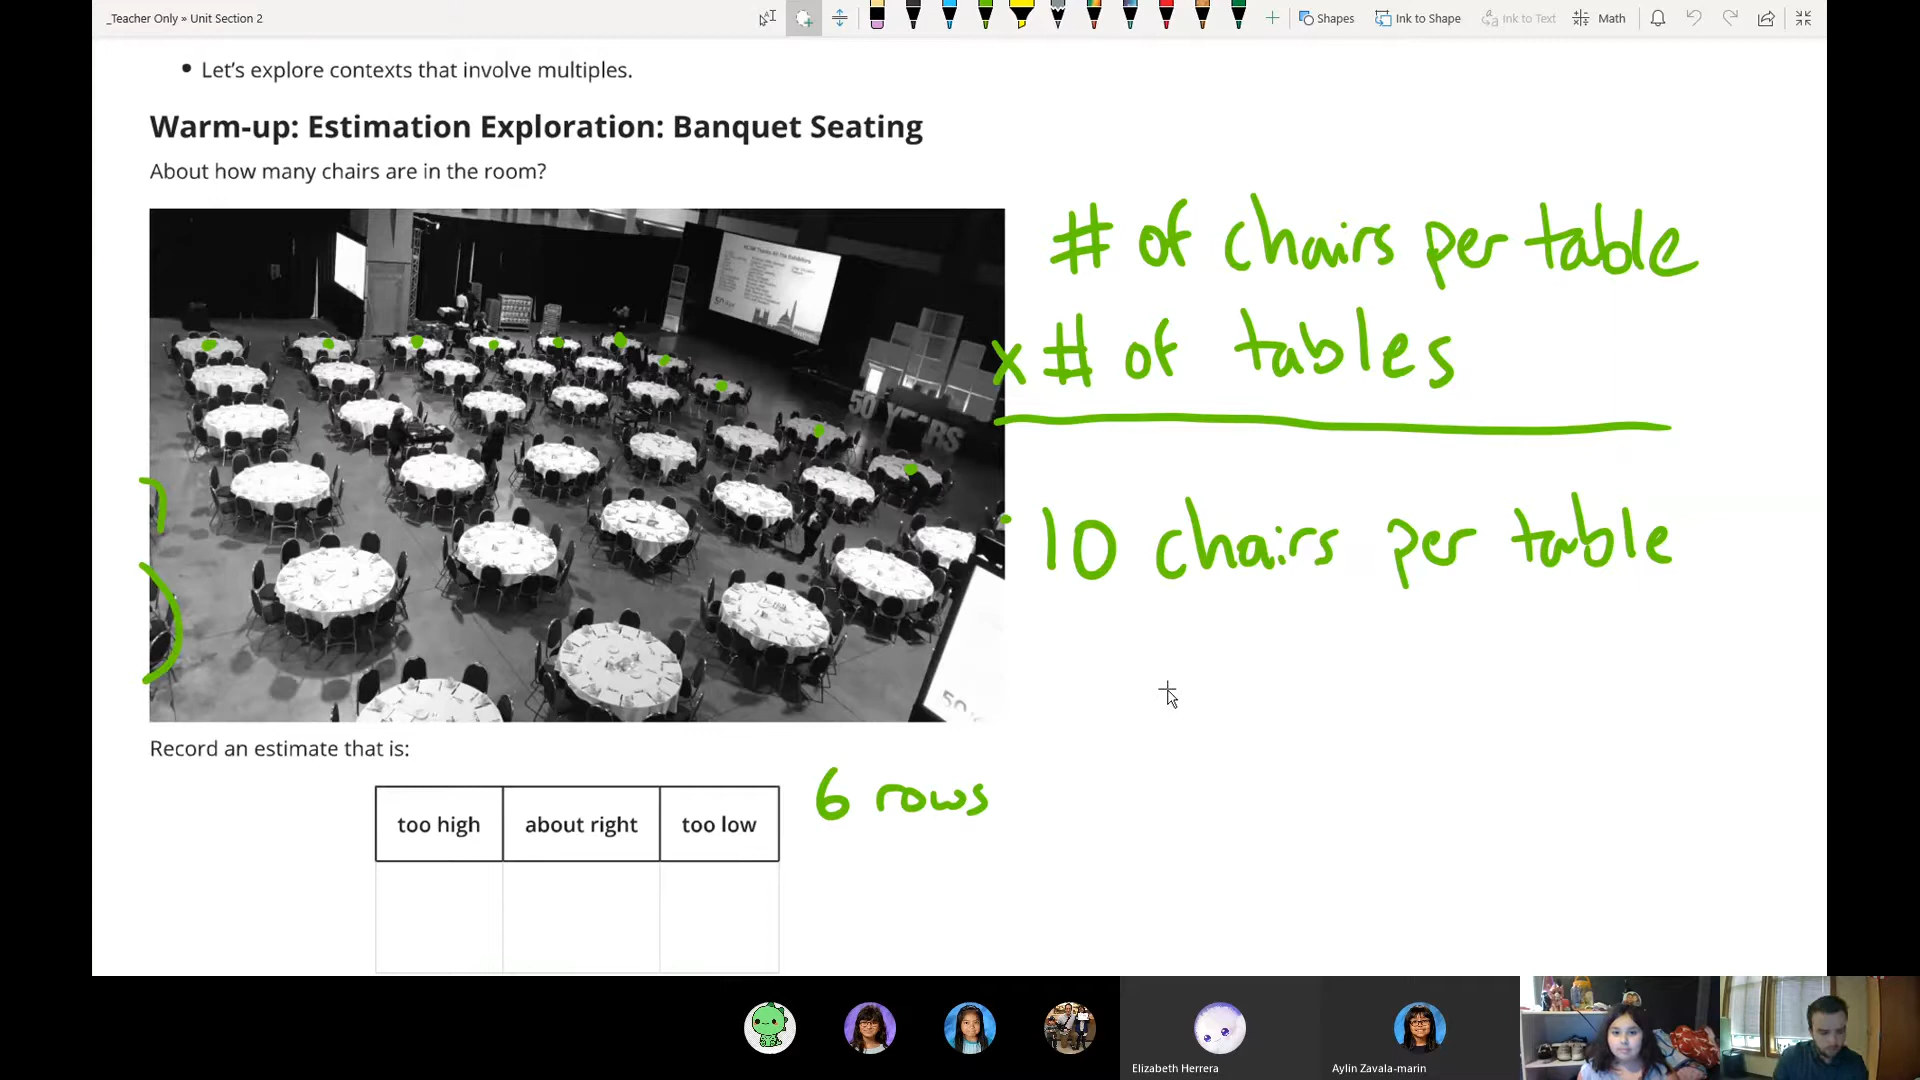 _Teacher Only » Unit Section 2
Shapes
Ink to Shape
Ink to Text
Math
• Let's explore contexts that involve multiples.
Warm-up: Estimation Exploration: Banquet Seating
About how many chairs are in the room?
50 YEARS
# of chairs per table
x # of tables
10 chairs per table
Record an estimate that is:
too high about right too low
6 rows
Elizabeth Herrera
Aylin Zavala-marin